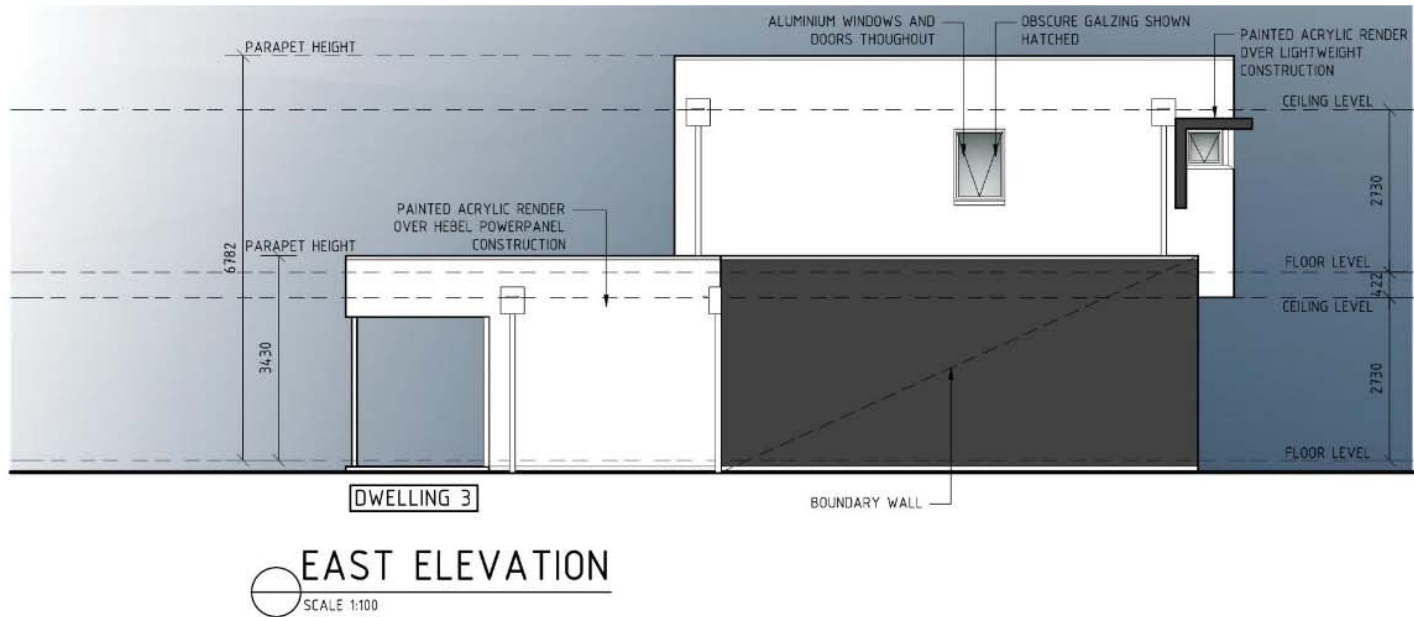 ALUMINIUM WINDOWS AND
DOORS THOUGHOUT
OBSCURE GALZING SHOWN
HATCHED
PAINTED ACRYLIC RENDER
OVER LIGHTWEIGHT
CONSTRUCTION
PARAPET HEIGHT
CEILING LEVEL
2730
PAINTED ACRYLIC RENDER
OVER HEBEL POWERPANEL
CONSTRUCTION
6782
PARAPET HEIGHT
FLOOR LEVEL
422
CEILING LEVEL
3430
2730
FLOOR LEVEL
DWELLING 3
BOUNDARY WALL
EAST ELEVATION
SCALE 1:100